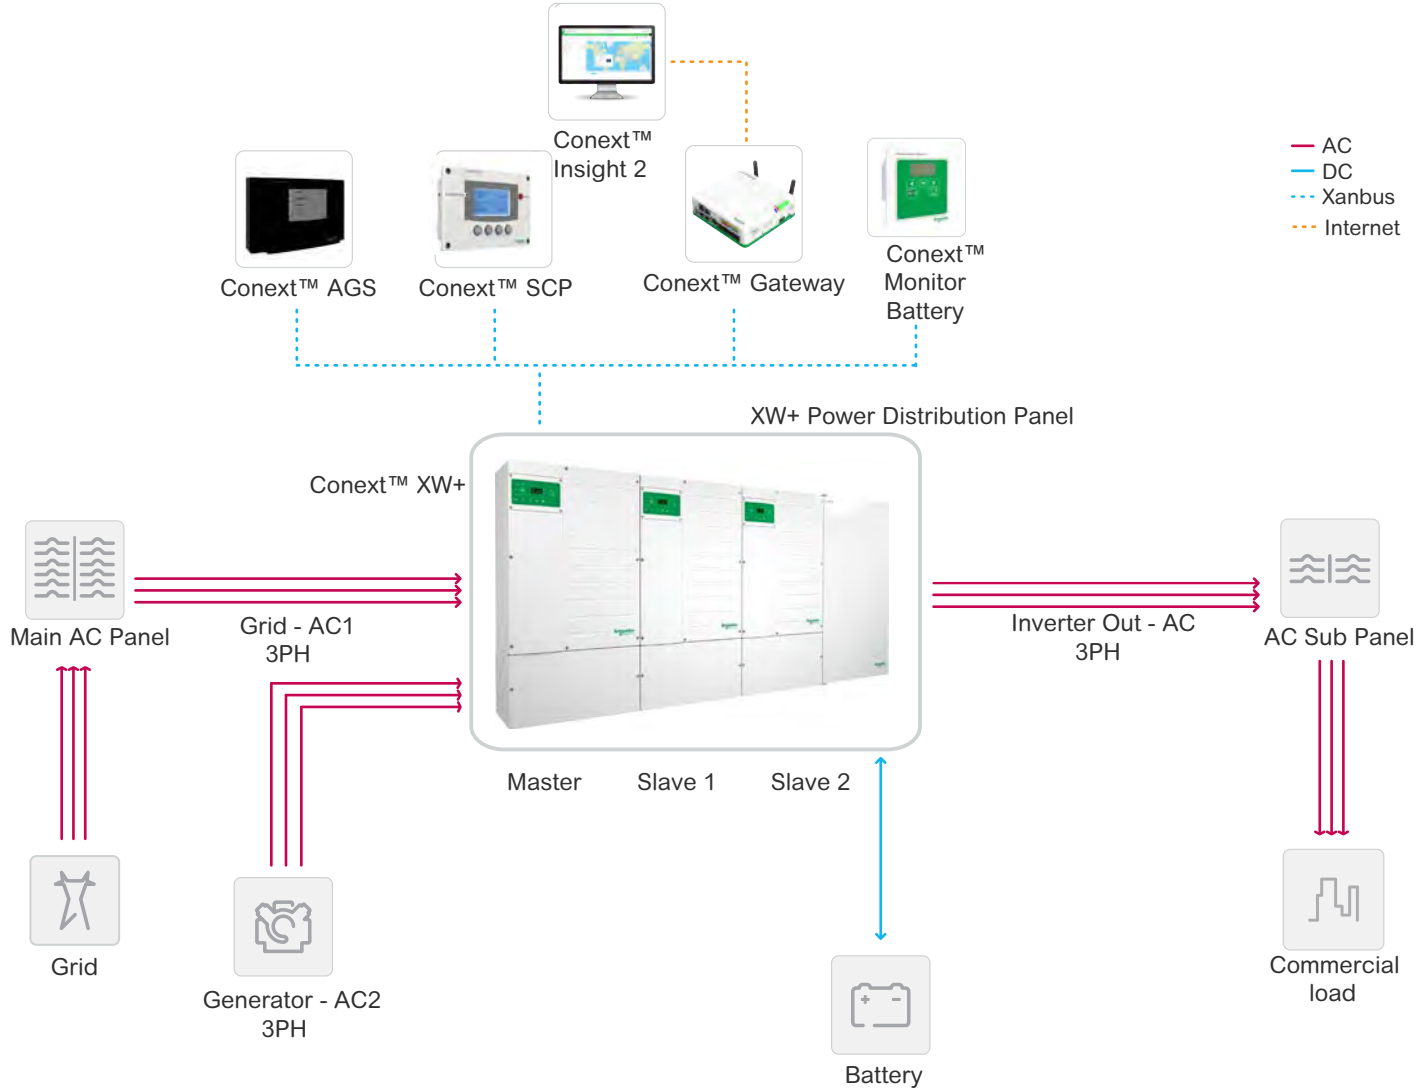 Conext™
Insight 2
AC
DC
Xanbus
Internet
Conext™ AGS
Conext™ SCP
Conext™ Gateway
Conext™
Monitor
Battery
XW+ Power Distribution Panel
Conext™ XW+
Main AC Panel
Grid - AC1
3PH
Inverter Out - AC
3PH
AC Sub Panel
Master
Slave 1
Slave 2
Grid
Generator - AC2
3PH
Battery
Commercial
load